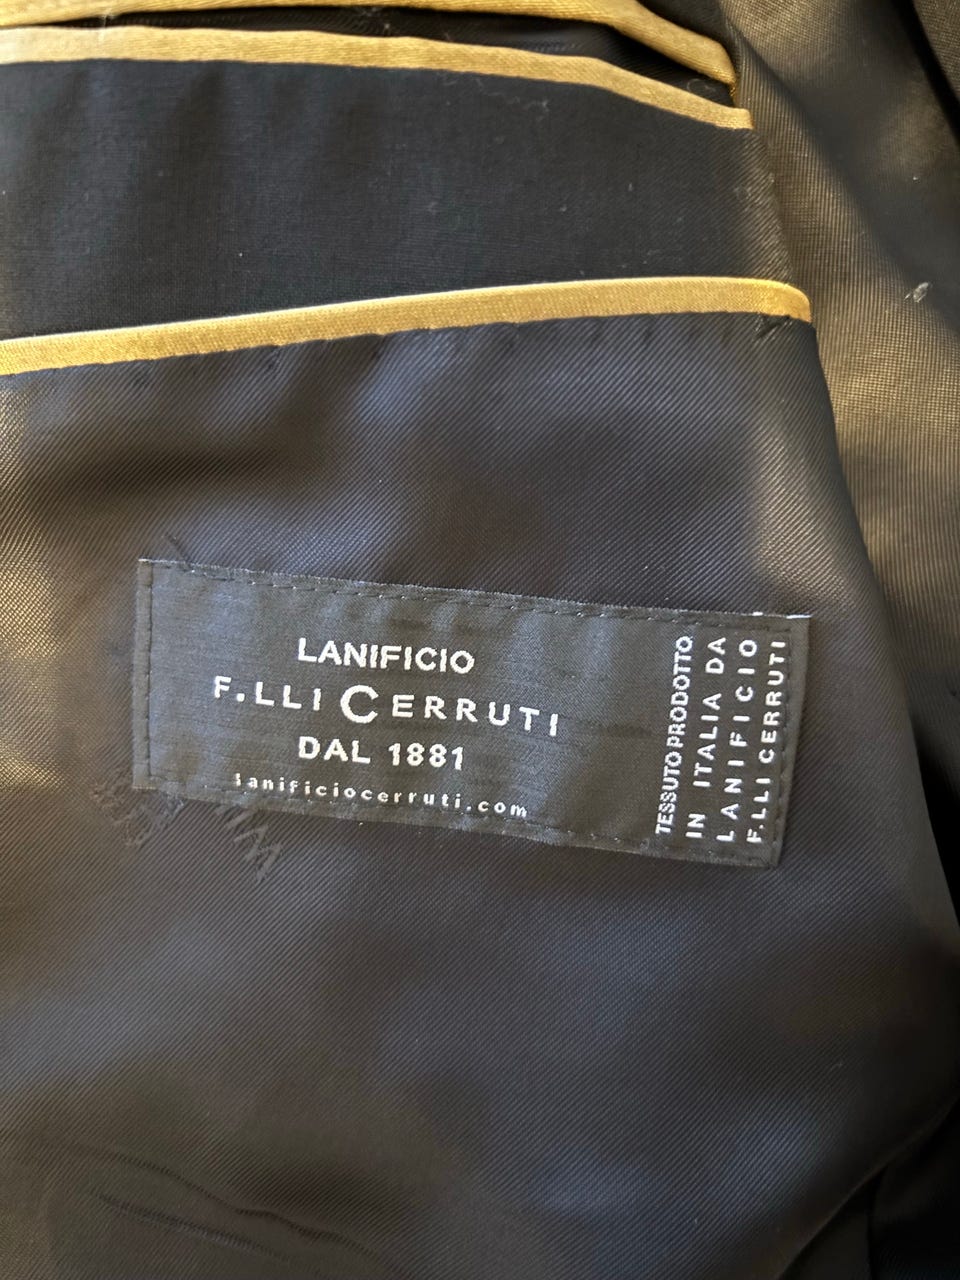 LANIFICIO
F.LLI CERRUTI
DAL 1881
lanificiocerruti.com
TESSUTO PRODOTTO
IN ITALIA DA
LANIFICIO
F.LLI CERRUTI